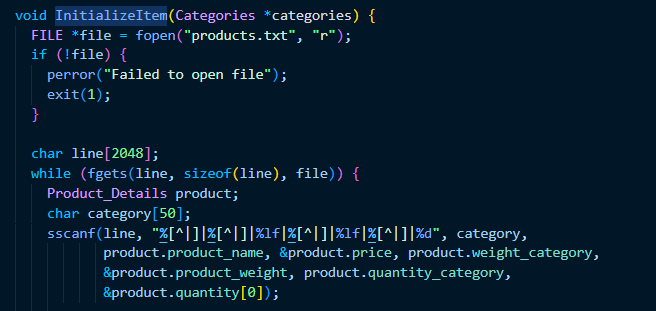 void InitializeItem(Categories *categories) {
FILE *file = fopen("products.txt", "r");
if (!file) {
perror("Failed to open file");
exit(1);
}
char line[2048];
while (fgets(line, sizeof(line), file)) {
Product_Details product;
char category[50];
sscanf(line, "%[^|]|%[^|]|%lf|%[^|]|%lf|%[^|]|%d", category,
product.product_name, &product.price, product.weight_category,
&product.product_weight, product.quantity_category,
&product.quantity[0]);